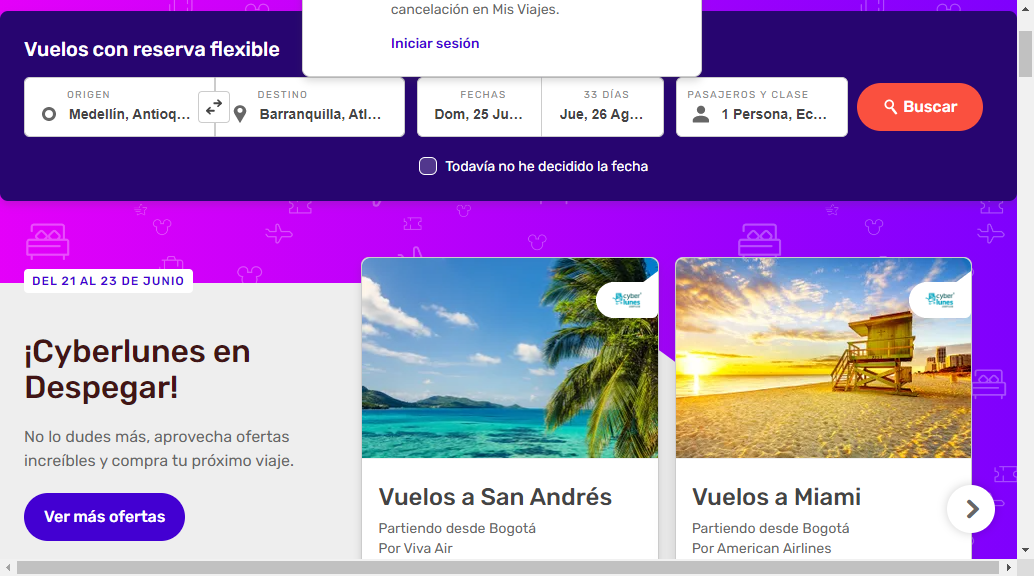 cancelación en Mis Viajes.
Iniciar sesión
Vuelos con reserva flexible
ORIGEN
Medellín, Antioq...
DESTINO
Barranquilla, Atl...
FECHAS
Dom, 25 Ju...
33 DÍAS
Jue, 26 Ag...
PASAJEROS Y CLASE
1 Persona, Ec...
Buscar
Todavía no he decidido la fecha
DEL 21 AL 23 DE JUNIO
¡Cyberlunes en
Despegar!
No lo dudes más, aprovecha ofertas
increíbles y compra tu próximo viaje.
Ver más ofertas
cyber
lunes
Vuelos a San Andrés
Partiendo desde Bogotá
Por Viva Air
cyber
lunes
Vuelos a Miami
Partiendo desde Bogotá
Por American Airlines